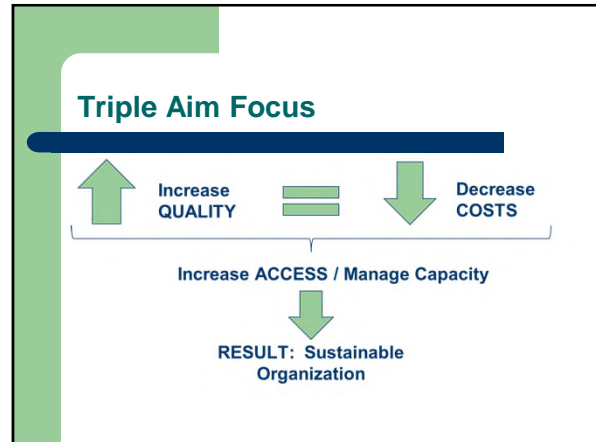 Triple Aim Focus
Increase
QUALITY
Decrease
COSTS
Increase ACCESS / Manage Capacity
RESULT: Sustainable
Organization